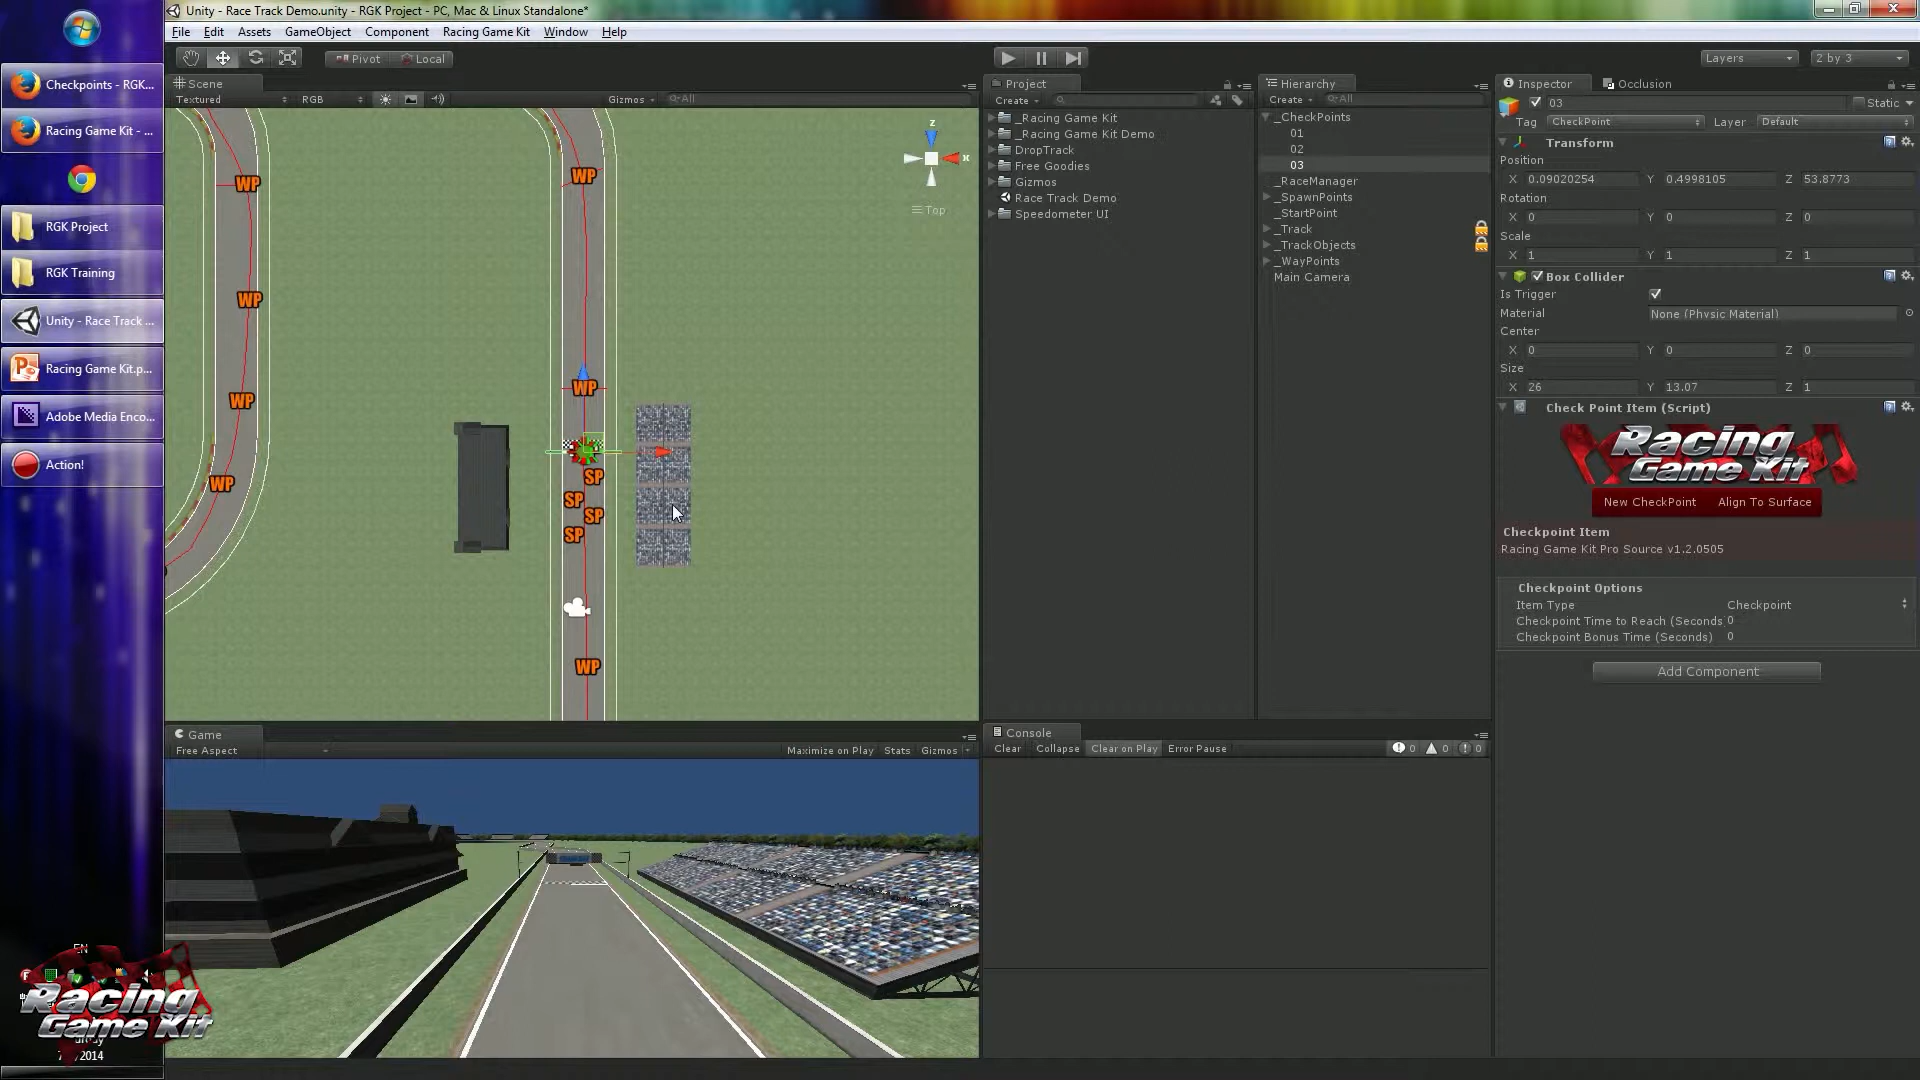 Unity - Race Track Demo.unity - RGK Project - PC, Mac & Linux Standalone*
File Edit Assets GameObject Component Racing Game Kit Window Help
Pivot Local
Layers
2 by 3
Checkpoints - RGK...
Racing Game Kit - ...
RGK Project
RGK Training
Unity - Race Track ...
Racing Game Kit.p...
Adobe Media Enco...
Action!
EN
Racing
Game Kit
Scene
Textured RGB Gizmos All
WP
WP
WP
WP
WP
WP
SP
SP
SP
SP
WP
z
x
Top
Game
Free Aspect Maximize on Play Stats Gizmos
Project
Create
_Racing Game Kit
_Racing Game Kit Demo
DropTrack
Free Goodies
Gizmos
Race Track Demo
Speedometer UI
Hierarchy
Create All
_CheckPoints
01
02
03
_RaceManager
_SpawnPoints
_StartPoint
_Track
_TrackObjects
_WayPoints
Main Camera
Console
Clear Collapse Clear on Play Error Pause 0 0 0
Inspector Occlusion
03 Static
Tag CheckPoint Layer Default
Transform
Position
X 0.09020254 Y 0.4998105 Z 53.8773
Rotation
X 0 Y 0 Z 0
Scale
X 1 Y 1 Z 1
Box Collider
Is Trigger
Material None (Physic Material)
Center
X 0 Y 0 Z 0
Size
X 26 Y 13.07 Z 1
Check Point Item (Script)
Racing
Game Kit
New CheckPoint Align To Surface
Checkpoint Item
Racing Game Kit Pro Source v1.2.0505
Checkpoint Options
Item Type Checkpoint
Checkpoint Time to Reach (Seconds 0
Checkpoint Bonus Time (Seconds) 0
Add Component